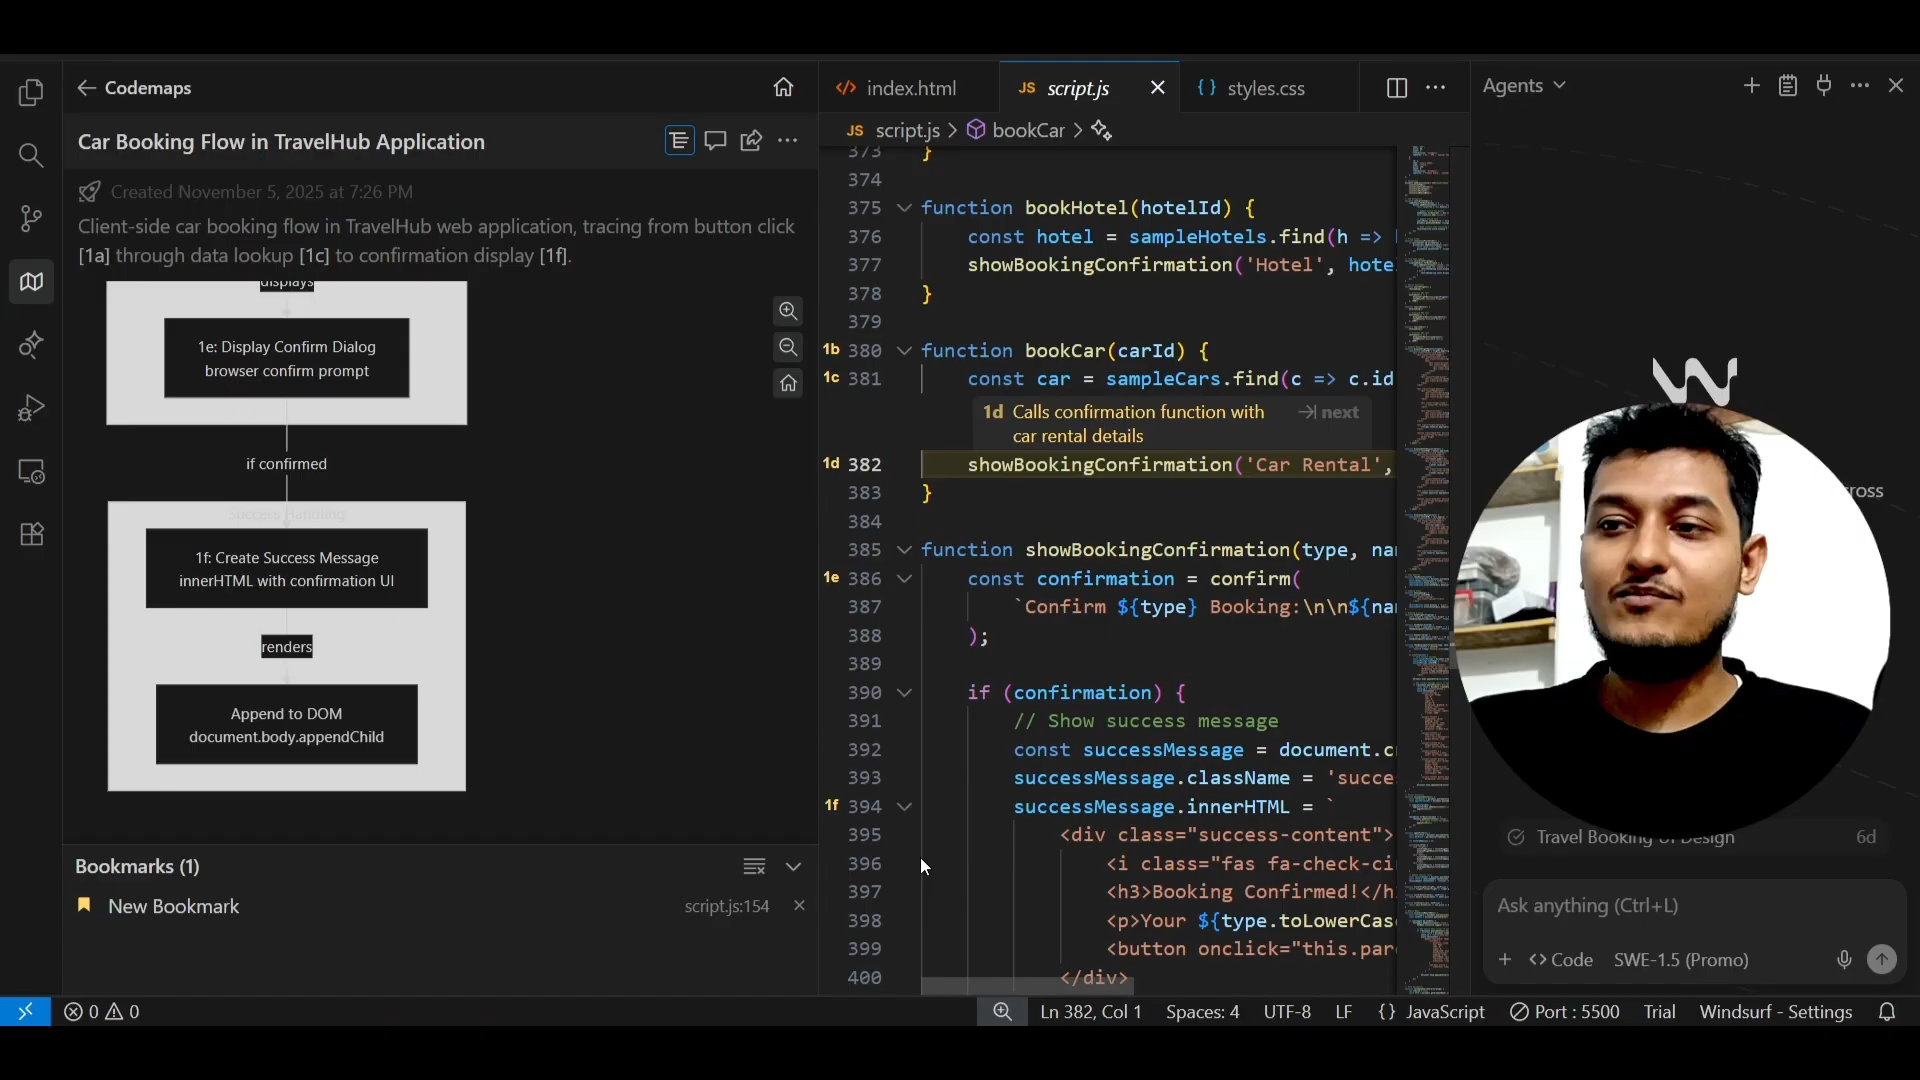 Codemaps
Car Booking Flow in TravelHub Application
Created November 5, 2025 at 7:26 PM
Client-side car booking flow in TravelHub web application, tracing from button click
[1a] through data lookup [1c] to confirmation display [1f].
displays
1e: Display Confirm Dialog
browser confirm prompt
if confirmed
Success Handling
1f: Create Success Message
innerHTML with confirmation UI
renders
Append to DOM
document.body.appendChild
Bookmarks (1)
New Bookmark script.js:154
index.html JS script.js styles.css
JS script.js > bookCar >
373 }
374
375 function bookHotel(hotelId) {
376 const hotel = sampleHotels.find(h =>
377 showBookingConfirmation('Hotel', hote
378 }
379
1b 380 function bookCar(carId) {
1c 381 const car = sampleCars.find(c => c.id
1d Calls confirmation function with next
car rental details
1d 382 showBookingConfirmation('Car Rental',
383 }
384
385 function showBookingConfirmation(type, na
1e 386 const confirmation = confirm(
387 `Confirm ${type} Booking:\n\n${na
388 );
389
390 if (confirmation) {
391 // Show success message
392 const successMessage = document.c
393 successMessage.className = 'succe
1f 394 successMessage.innerHTML = `
395 <div class="success-content">
396 <i class="fas fa-check-ci
397 <h3>Booking Confirmed!</h
398 <p>Your ${type.toLowerCas
399 <button onclick="this.par
400 </div>
Agents
ross
Travel Booking UI Design 6d
Ask anything (Ctrl+L)
+ <> Code SWE-1.5 (Promo)
0 0 Ln 382, Col 1 Spaces: 4 UTF-8 LF {} JavaScript Port : 5500 Trial Windsurf - Settings